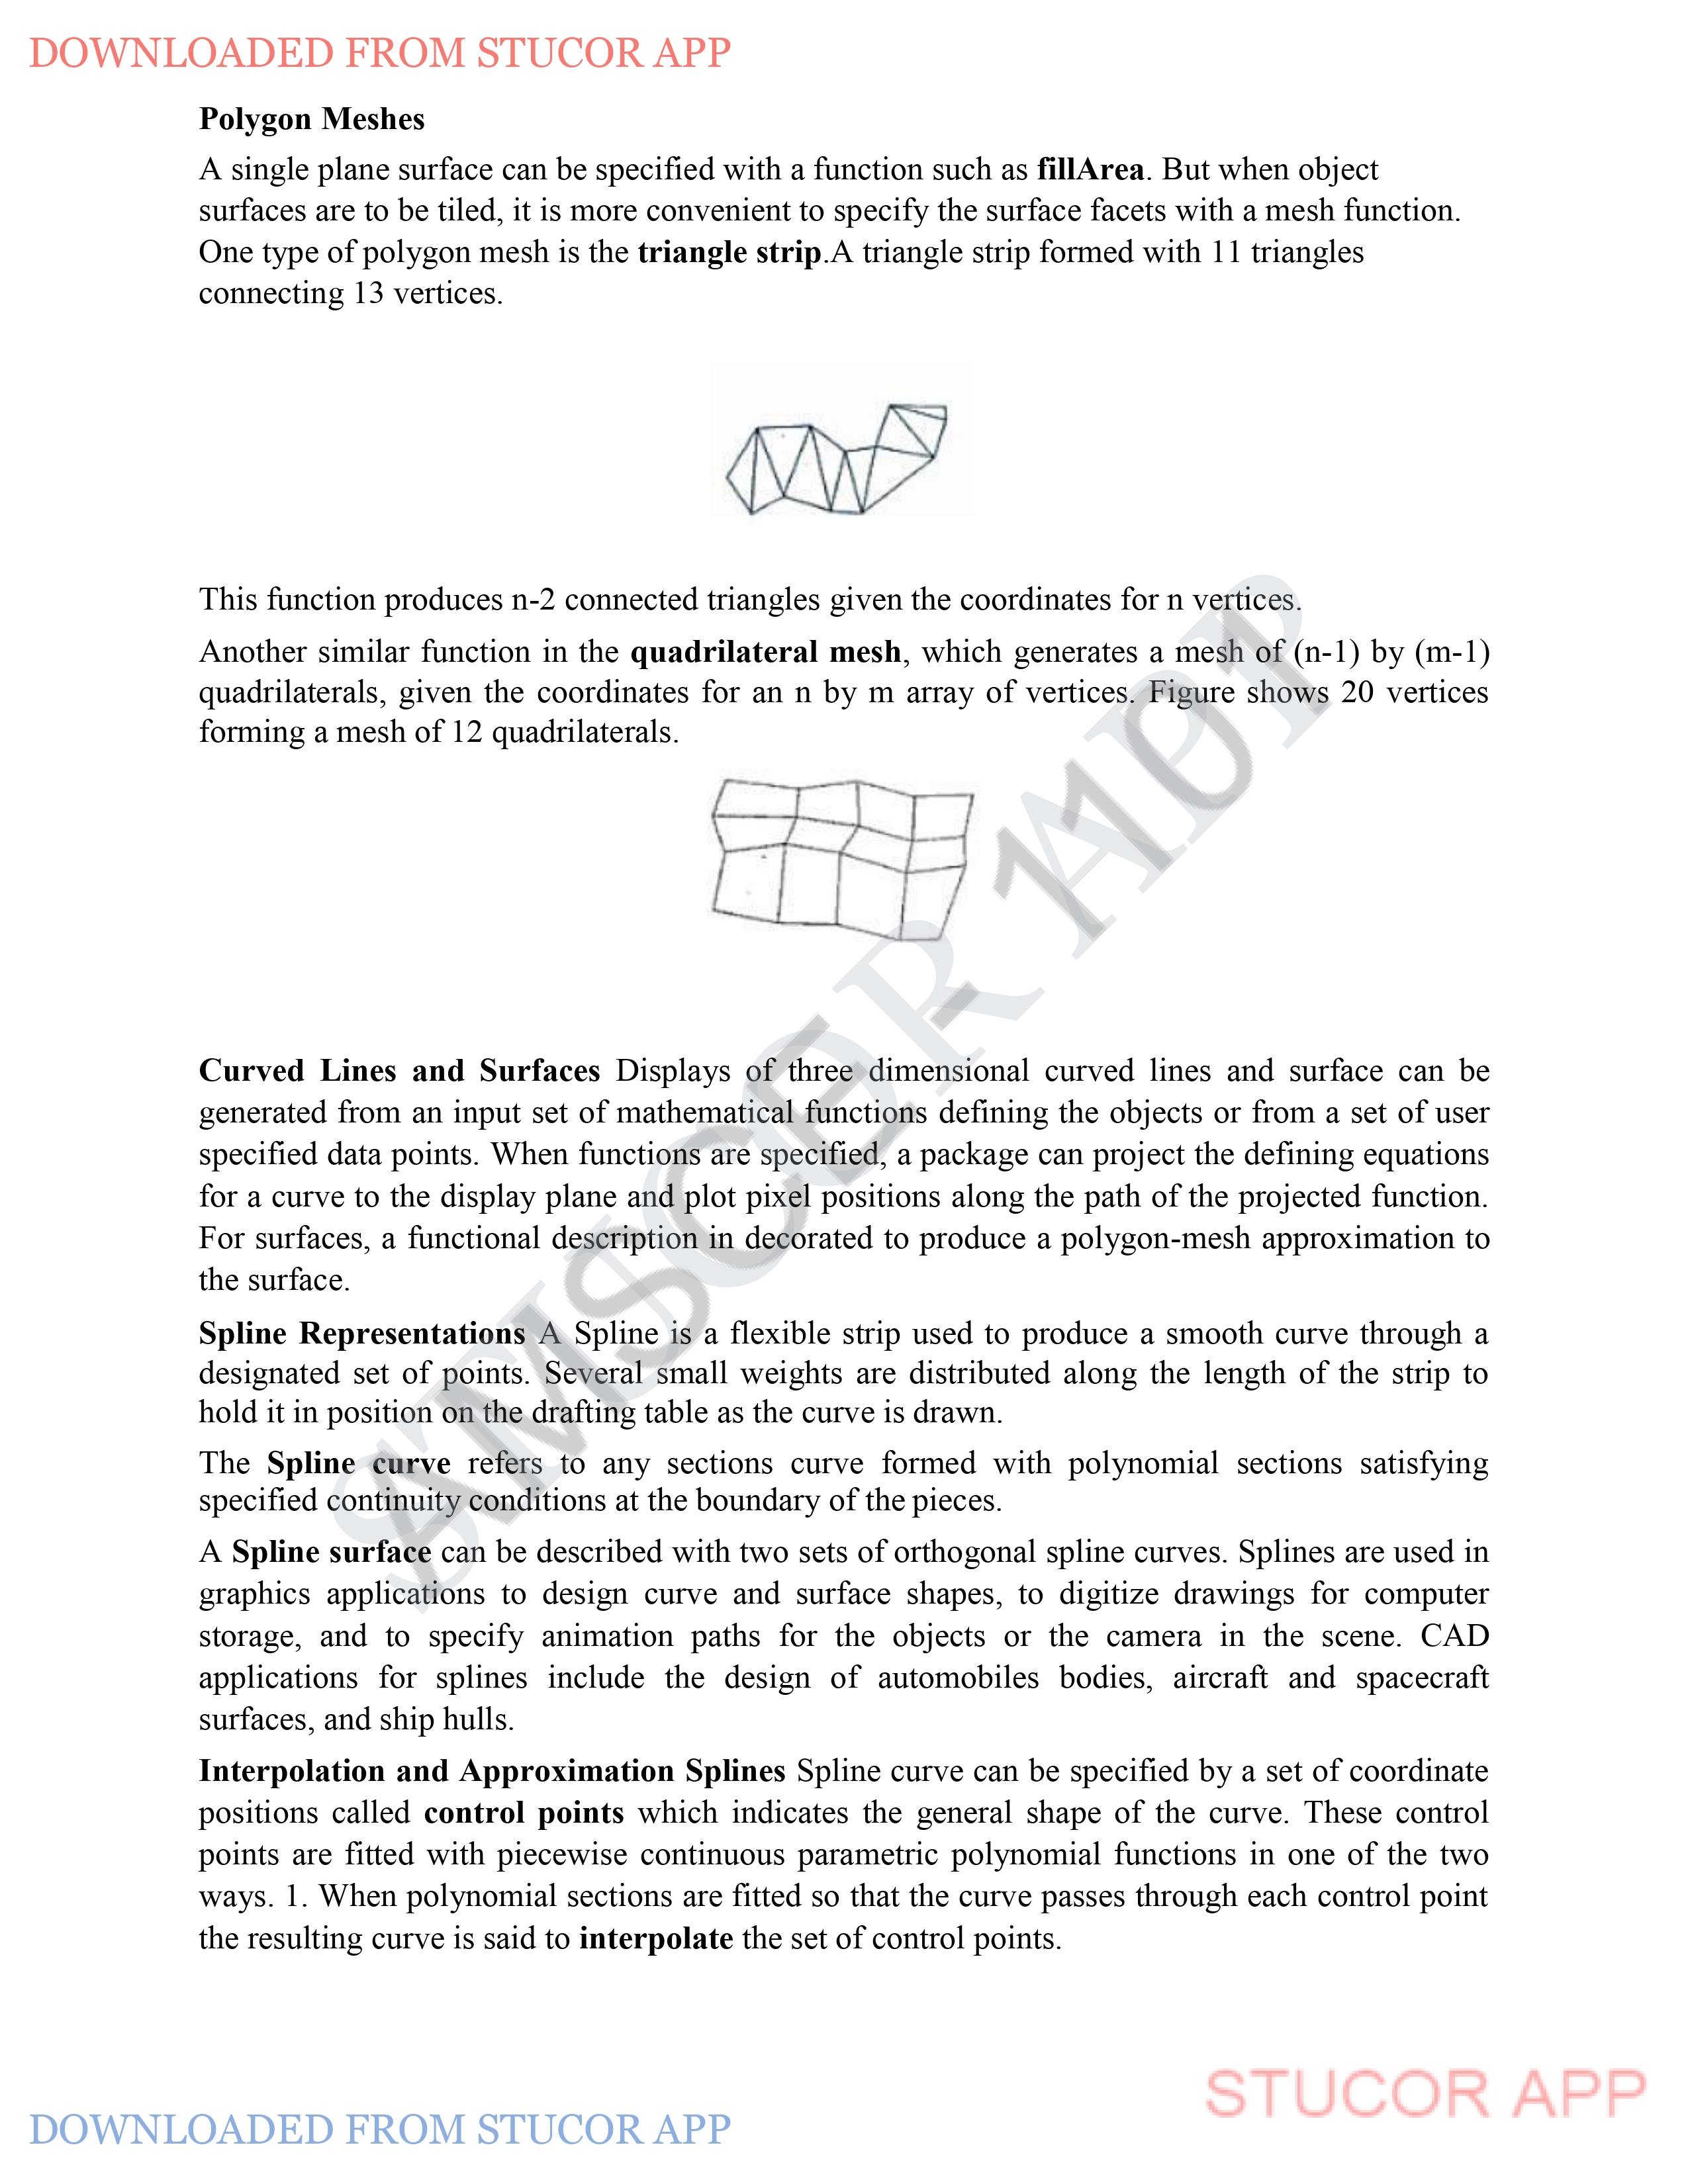 DOWNLOADED FROM STUCOR APP
Polygon Meshes
A single plane surface can be specified with a function such as fillArea. But when object
surfaces are to be tiled, it is more convenient to specify the surface facets with a mesh function.
One type of polygon mesh is the triangle strip.A triangle strip formed with 11 triangles
connecting 13 vertices.
This function produces n-2 connected triangles given the coordinates for n vertices.
Another similar function in the quadrilateral mesh, which generates a mesh of (n-1) by (m-1)
quadrilaterals, given the coordinates for an n by m array of vertices. Figure shows 20 vertices
forming a mesh of 12 quadrilaterals.
Curved Lines and Surfaces Displays of three dimensional curved lines and surface can be
generated from an input set of mathematical functions defining the objects or from a set of user
specified data points. When functions are specified, a package can project the defining equations
for a curve to the display plane and plot pixel positions along the path of the projected function.
For surfaces, a functional description in decorated to produce a polygon-mesh approximation to
the surface.
Spline Representations A Spline is a flexible strip used to produce a smooth curve through a
designated set of points. Several small weights are distributed along the length of the strip to
hold it in position on the drafting table as the curve is drawn.
The Spline curve refers to any sections curve formed with polynomial sections satisfying
specified continuity conditions at the boundary of the pieces.
A Spline surface can be described with two sets of orthogonal spline curves. Splines are used in
graphics applications to design curve and surface shapes, to digitize drawings for computer
storage, and to specify animation paths for the objects or the camera in the scene. CAD
applications for splines include the design of automobiles bodies, aircraft and spacecraft
surfaces, and ship hulls.
Interpolation and Approximation Splines Spline curve can be specified by a set of coordinate
positions called control points which indicates the general shape of the curve. These control
points are fitted with piecewise continuous parametric polynomial functions in one of the two
ways. 1. When polynomial sections are fitted so that the curve passes through each control point
the resulting curve is said to interpolate the set of control points.
STUCOR APP
AMSCE-1101
STUCOR APP
DOWNLOADED FROM STUCOR APP